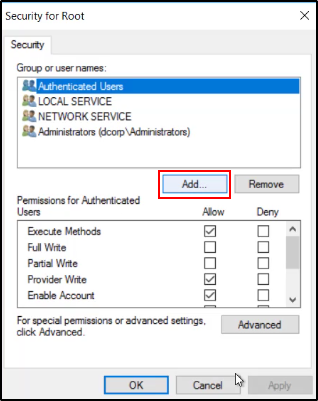 Security for Root
Security
Group or user names:
Authenticated Users
LOCAL SERVICE
NETWORK SERVICE
Administrators (dcorp\Administrators)
Add...
Remove
Permissions for Authenticated
Users
Allow
Deny
Execute Methods
Full Write
Partial Write
Provider Write
Enable Account
For special permissions or advanced settings,
click Advanced.
Advanced
OK
Cancel
Apply